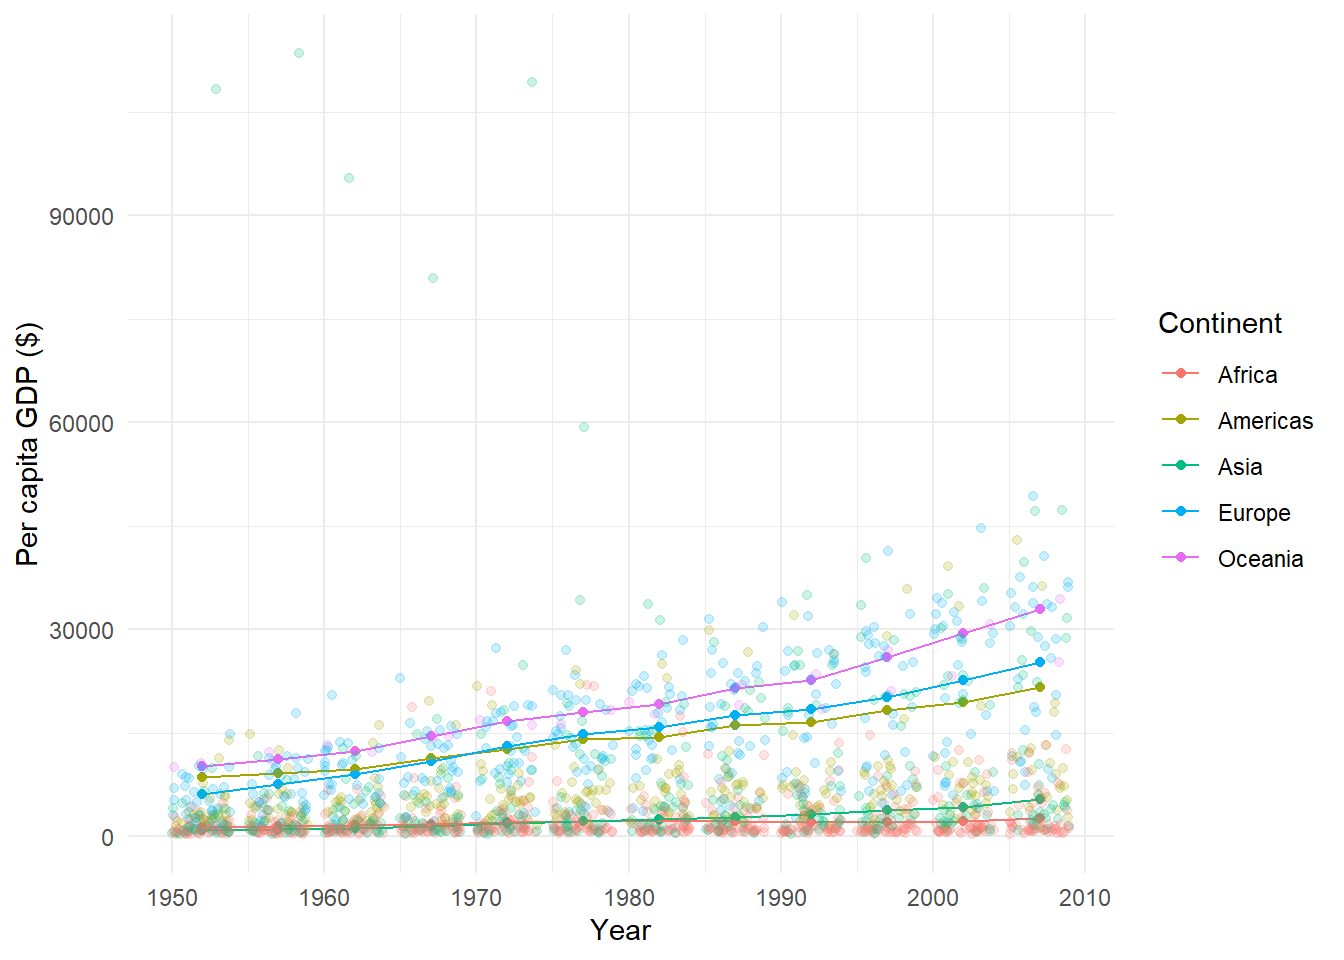 Per capita GDP ($)
90000
60000
30000
0
1950 1960 1970 1980 1990 2000 2010
Year
Continent
Africa
Americas
Asia
Europe
Oceania